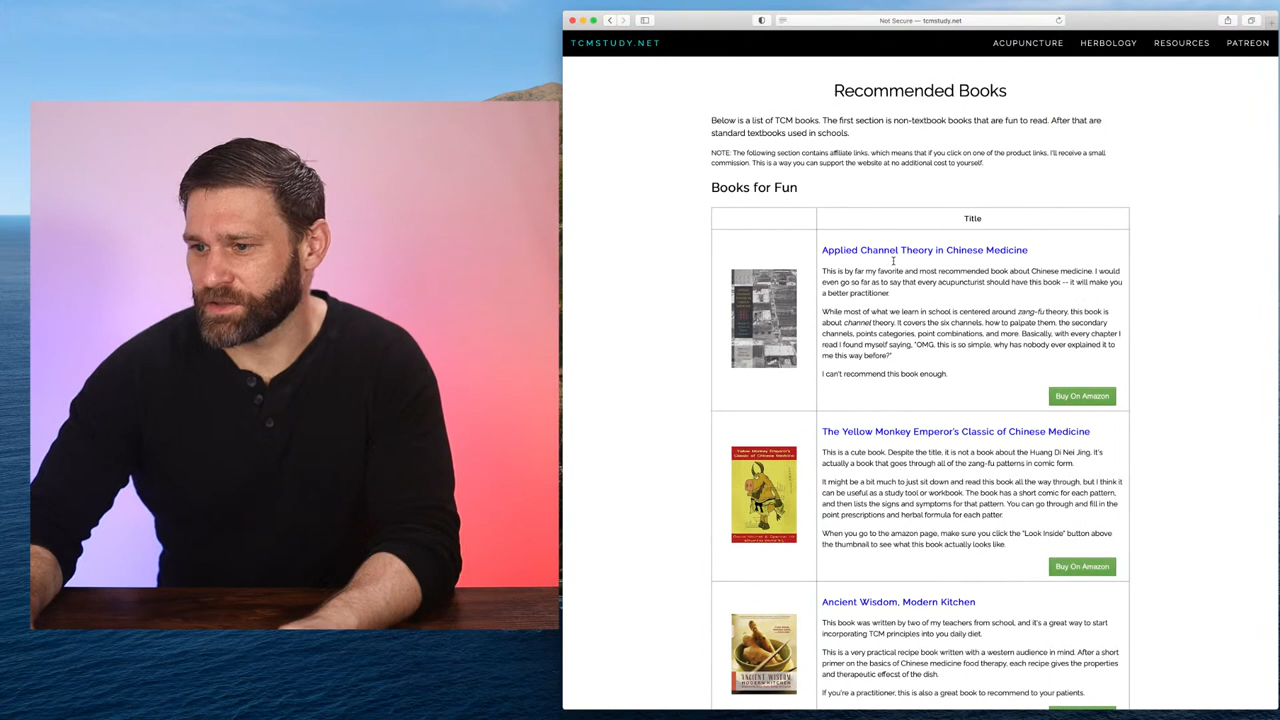 Not Secure — tcmstudy.net
TCMSTUDY.NET
ACUPUNCTURE HERBOLOGY RESOURCES PATREON
Recommended Books
Below is a list of TCM books. The first section is non-textbook books that are fun to read. After that are
standard textbooks used in schools.
NOTE: The following section contains affiliate links, which means that if you click on one of the product links, I'll receive a small
commission. This is a way you can support the website at no additional cost to yourself.
Books for Fun
Title
Applied Channel Theory in Chinese Medicine
This is by far my favorite and most recommended book about Chinese medicine. I would
even go so far as to say that every acupuncturist should have this book -- it will make you
a better practitioner.
While most of what we learn in school is centered around zang-fu theory, this book is
about channel theory. It covers the six channels, how to palpate them, the secondary
channels, points categories, point combinations, and more. Basically, with every chapter I
read I found myself saying, "OMG, this is so simple, why has nobody ever explained it to
me this way before?"
I can't recommend this book enough.
Buy On Amazon
The Yellow Monkey Emperor's Classic of Chinese Medicine
This is a cute book. Despite the title, it is not a book about the Huang Di Nei Jing. It's
actually a book that goes through all of the zang-fu patterns in comic form.
It might be a bit much to just sit down and read this book all the way through, but I think it
can be useful as a study tool or workbook. The book has a short comic for each pattern,
and then lists the signs and symptoms for that pattern. You can go through and fill in the
point prescriptions and herbal formula for each patter.
When you go to the amazon page, make sure you click the "Look Inside" button above
the thumbnail to see what this book actually looks like.
Buy On Amazon
Ancient Wisdom, Modern Kitchen
This book was written by two of my teachers from school, and it's a great way to start
incorporating TCM principles into you daily diet.
This is a very practical recipe book written with a western audience in mind. After a short
primer on the basics of Chinese medicine food therapy, each recipe gives the properties
and therapeutic effecst of the dish.
If you're a practitioner, this is also a great book to recommend to your patients.
Yellow Monkey Emperor's
Classic of Chinese Medicine
ANCIENT WISDOM
MODERN KITCHEN